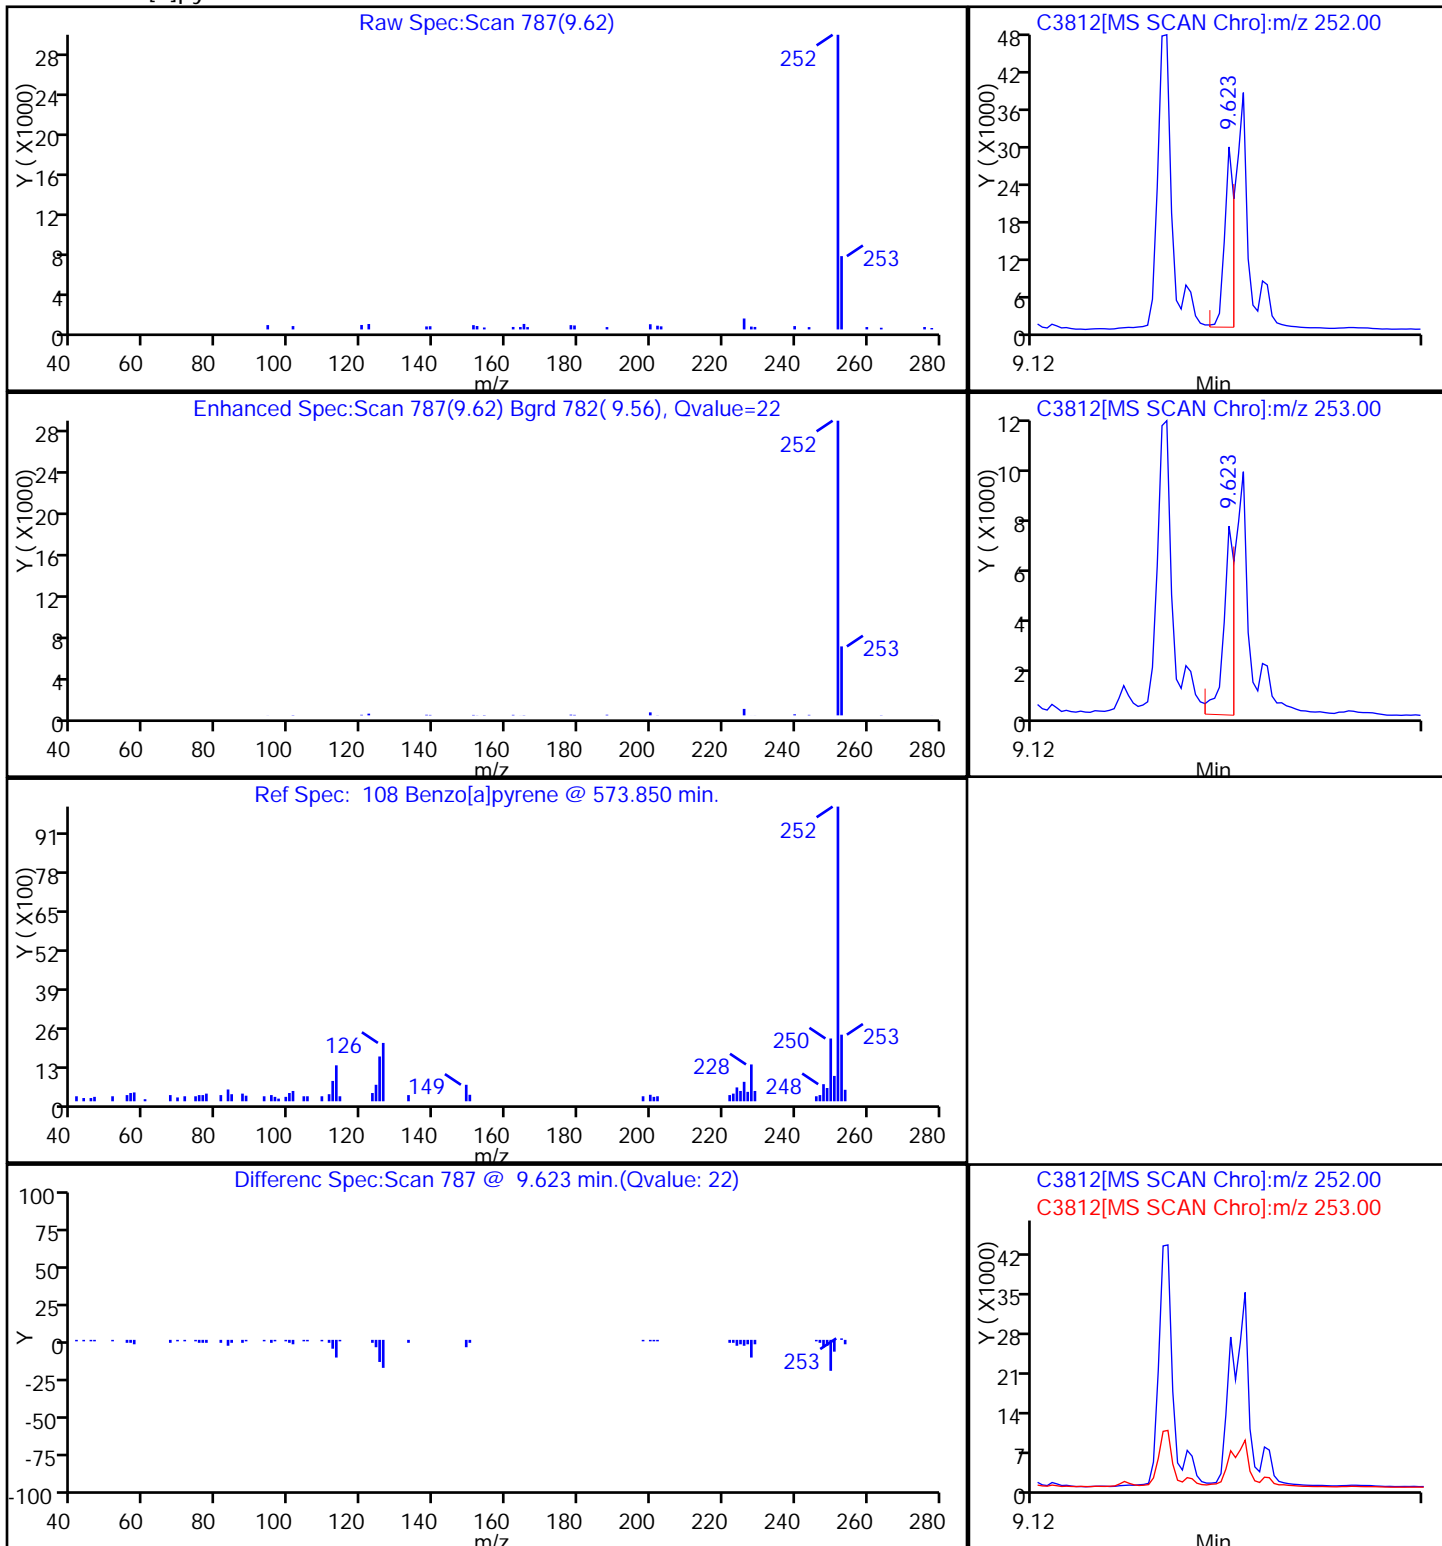 Raw Spec:Scan 787(9.62)
252
253
Y ( X1000)
28
24
20
16
12
8
4
0
40 60 80 100 120 140 160 180 200 220 240 260 280
m/z
C3812[MS SCAN Chro]:m/z 252.00
9.623
Y ( X1000)
48
42
36
30
24
18
12
6
0
9.12
Min
Enhanced Spec:Scan 787(9.62) Bgrd 782( 9.56), Qvalue=22
252
253
Y ( X1000)
28
24
20
16
12
8
4
0
40 60 80 100 120 140 160 180 200 220 240 260 280
m/z
C3812[MS SCAN Chro]:m/z 253.00
9.623
Y ( X1000)
12
10
8
6
4
2
0
9.12
Min
Ref Spec: 108 Benzo[a]pyrene @ 573.850 min.
252
126
149
228
250
248
253
Y ( X100)
91
78
65
52
39
26
13
0
40 60 80 100 120 140 160 180 200 220 240 260 280
m/z
Differenc Spec:Scan 787 @ 9.623 min.(Qvalue: 22)
253
Y
100
75
50
25
0
-25
-50
-75
-100
40 60 80 100 120 140 160 180 200 220 240 260 280
m/z
C3812[MS SCAN Chro]:m/z 252.00
C3812[MS SCAN Chro]:m/z 253.00
Y ( X1000)
42
35
28
21
14
7
0
9.12
Min